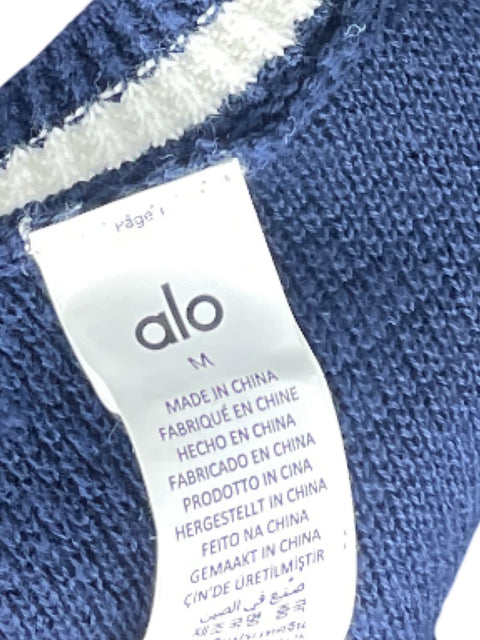 Page 1
alo
M
MADE IN CHINA
FABRIQUÉ EN CHINE
HECHO EN CHINA
FABRICADO EN CHINA
PRODOTTO IN CINA
HERGESTELLT IN CHINA
FEITO NA CHINA
GEMAAKT IN CHINA
ÇİN'DE ÜRETİLMİŞTİR
صنع في الصين